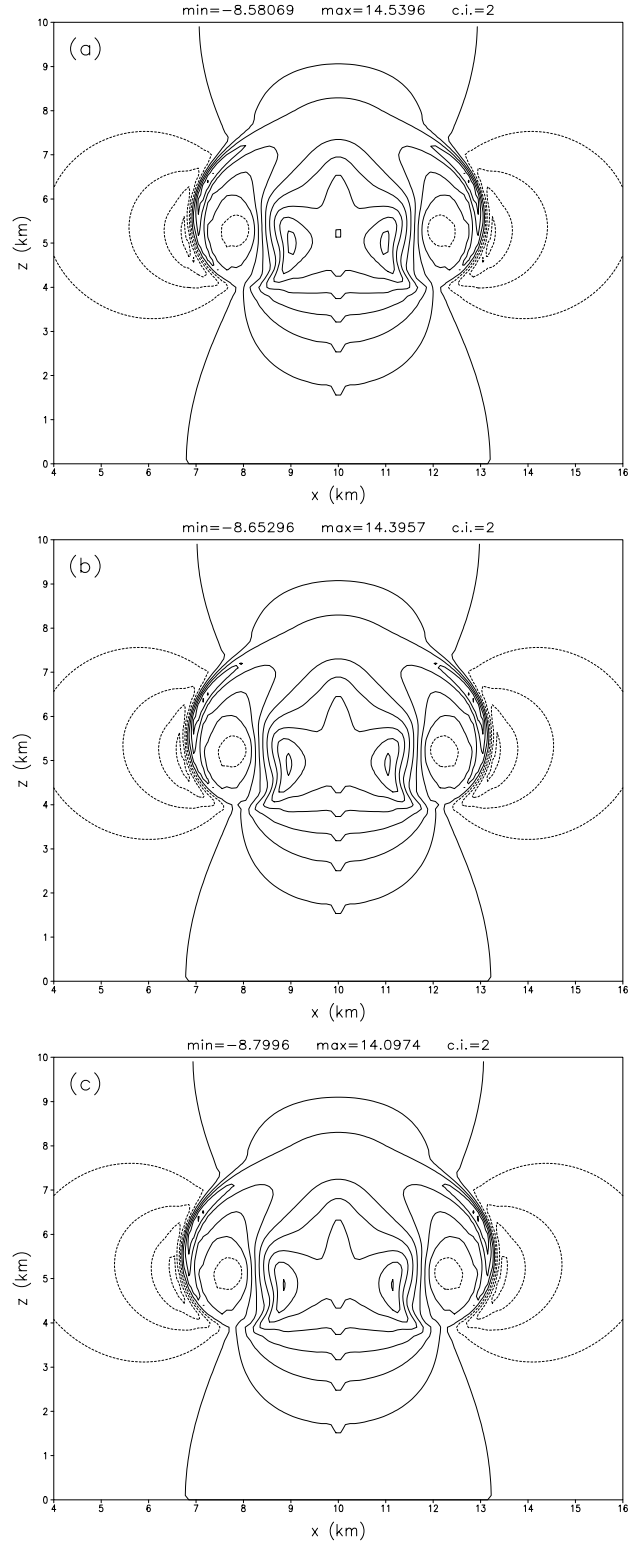 min=−8.58069 max=14.5396 c.i.=2
(a)
10
9
8
7
6
5
4
3
2
1
0
z (km)
4 5 6 7 8 9 10 11 12 13 14 15 16
x (km)
min=−8.65296 max=14.3957 c.i.=2
(b)
10
9
8
7
6
5
4
3
2
1
0
z (km)
4 5 6 7 8 9 10 11 12 13 14 15 16
x (km)
min=−8.7996 max=14.0974 c.i.=2
(c)
10
9
8
7
6
5
4
3
2
1
0
z (km)
4 5 6 7 8 9 10 11 12 13 14 15 16
x (km)